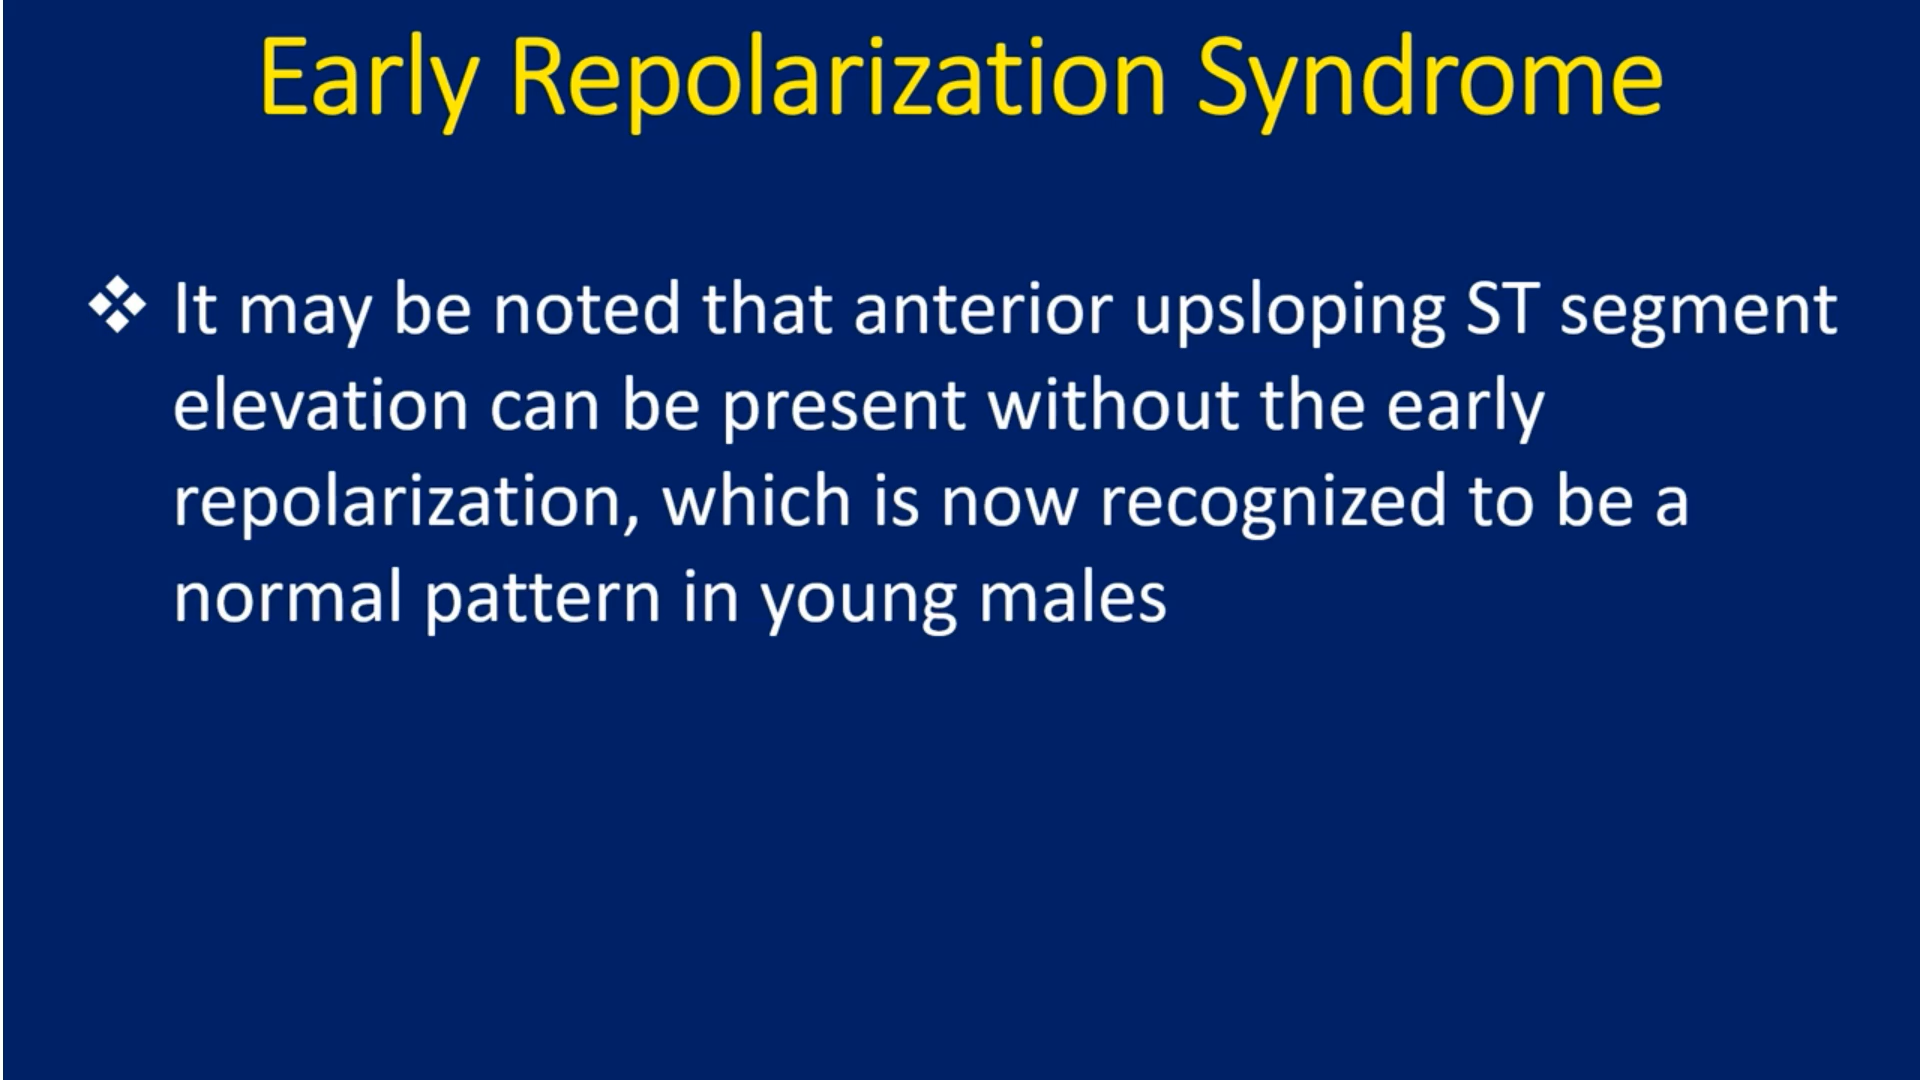 Early Repolarization Syndrome
❖ It may be noted that anterior upsloping ST segment
elevation can be present without the early
repolarization, which is now recognized to be a
normal pattern in young males